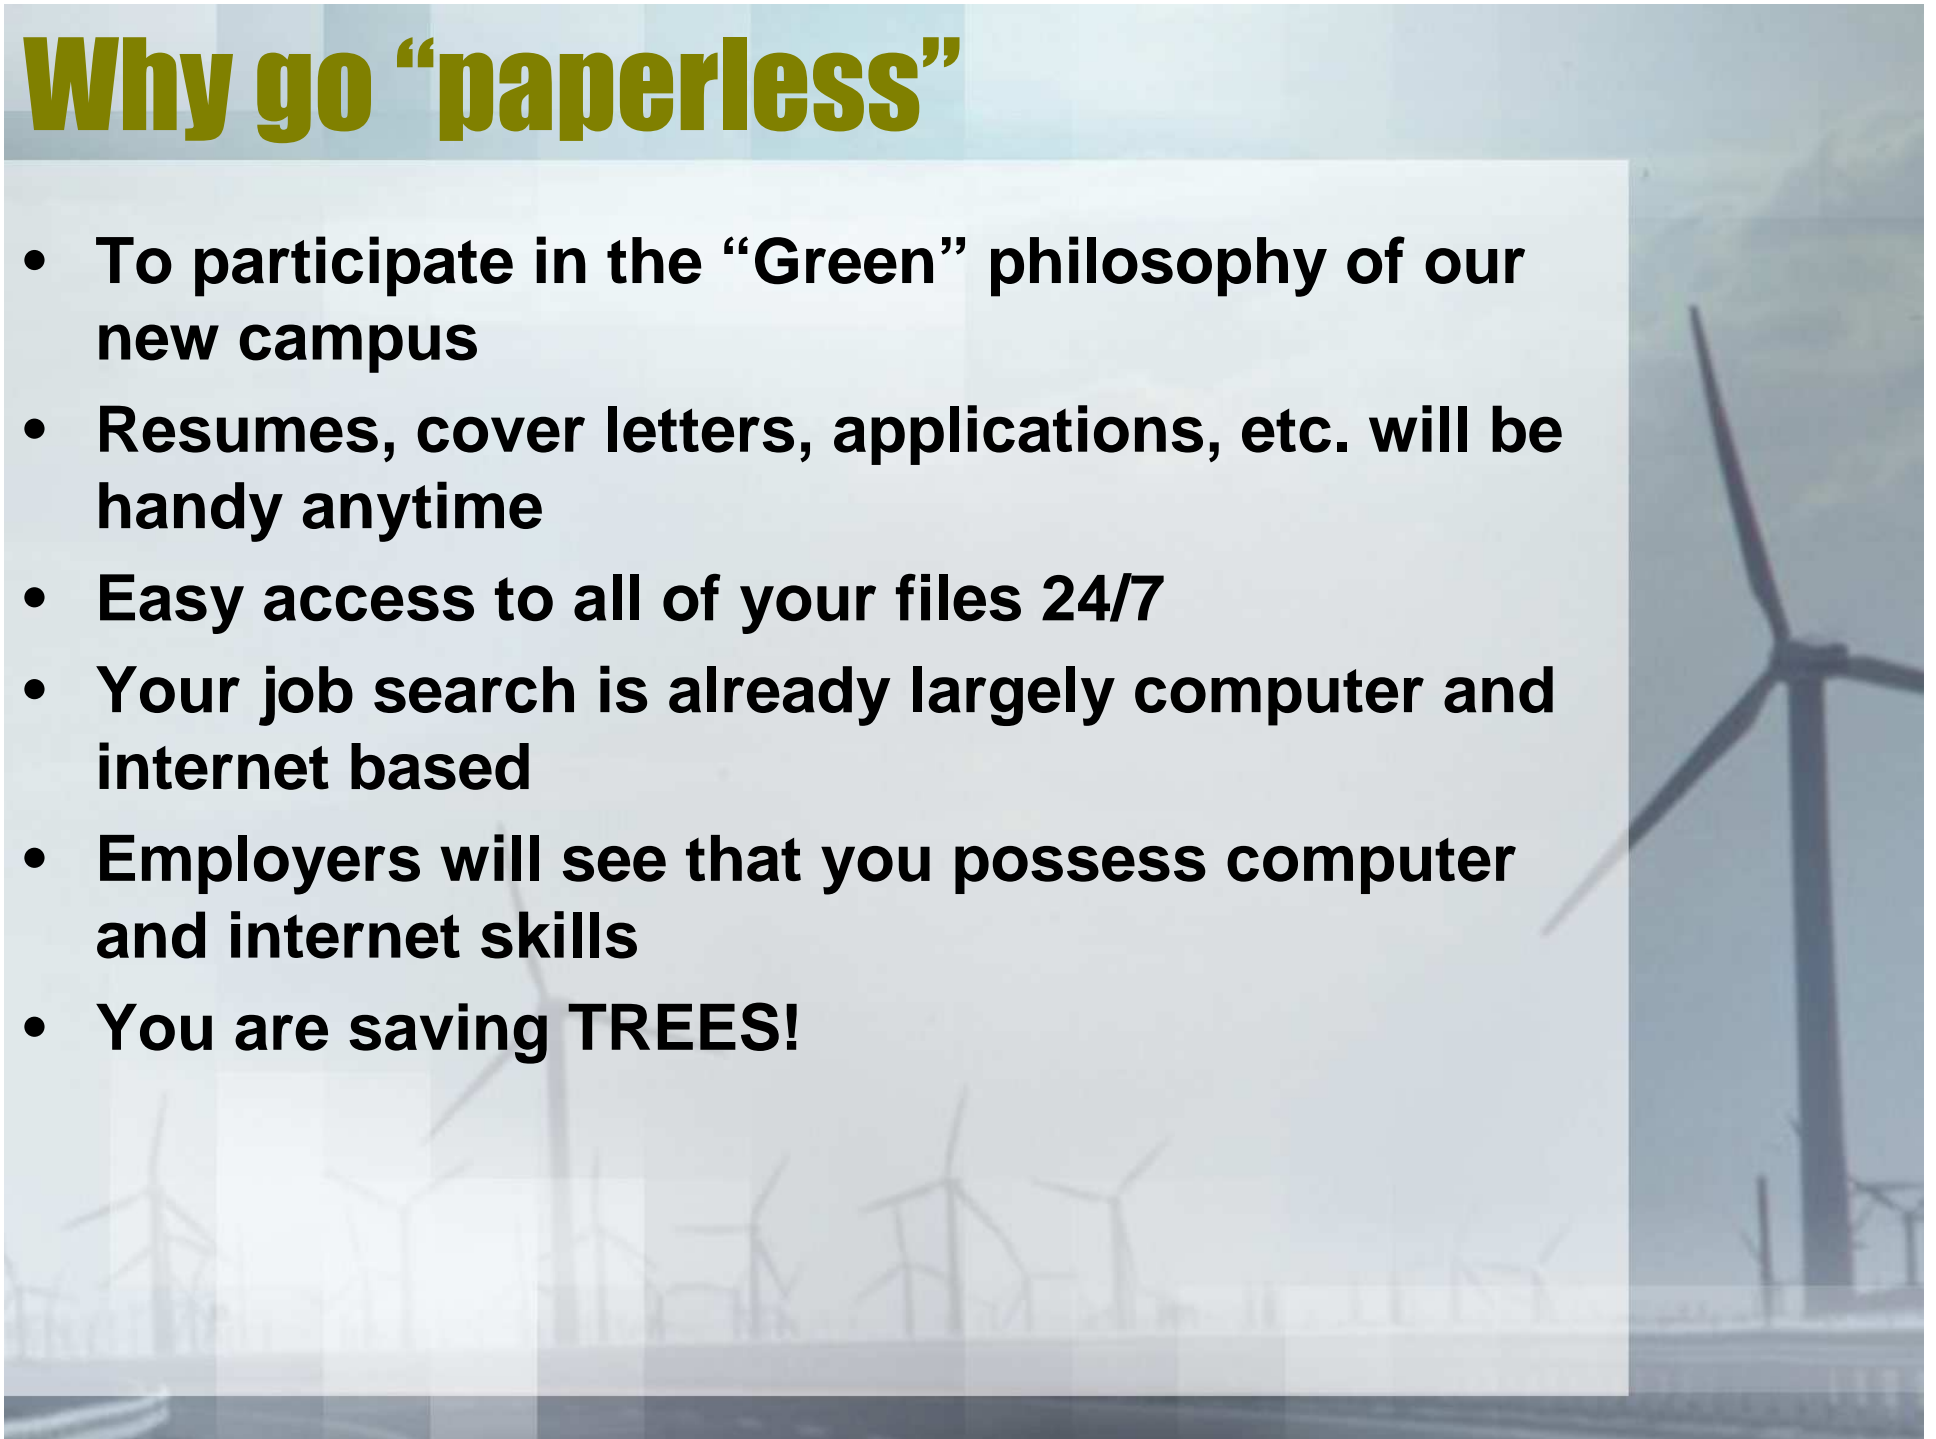 Why go “paperless”
• To participate in the “Green” philosophy of our
new campus
• Resumes, cover letters, applications, etc. will be
handy anytime
• Easy access to all of your files 24/7
• Your job search is already largely computer and
internet based
• Employers will see that you possess computer
and internet skills
• You are saving TREES!